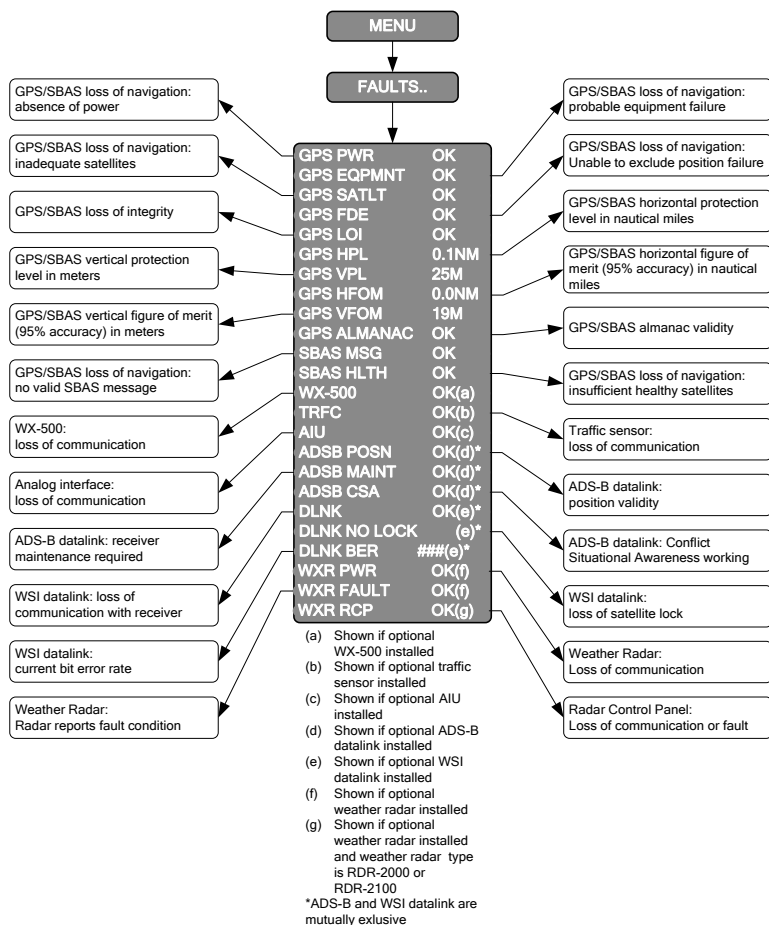 MENU
FAULTS..
GPS/SBAS loss of navigation:
absence of power
GPS/SBAS loss of navigation:
inadequate satellites
GPS/SBAS loss of integrity
GPS/SBAS vertical protection
level in meters
GPS/SBAS vertical figure of merit
(95% accuracy) in meters
GPS/SBAS loss of navigation:
no valid SBAS message
WX-500:
loss of communication
Analog interface:
loss of communication
ADS-B datalink: receiver
maintenance required
WSI datalink: loss of
communication with receiver
WSI datalink:
current bit error rate
Weather Radar:
Radar reports fault condition
GPS PWR OK
GPS EQPMNT OK
GPS SATLT OK
GPS FDE OK
GPS LOI OK
GPS HPL 0.1NM
GPS VPL 25M
GPS HFOM 0.0NM
GPS VFOM 19M
GPS ALMANAC OK
SBAS MSG OK
SBAS HLTH OK
WX-500 OK(a)
TRFC OK(b)
AIU OK(c)
ADSB POSN OK(d)*
ADSB MAINT OK(d)*
ADSB CSA OK(d)*
DLNK OK(e)*
DLNK NO LOCK (e)*
DLNK BER ###(e)*
WXR PWR OK(f)
WXR FAULT OK(f)
WXR RCP OK(g)
GPS/SBAS loss of navigation:
probable equipment failure
GPS/SBAS loss of navigation:
Unable to exclude position failure
GPS/SBAS horizontal protection
level in nautical miles
GPS/SBAS horizontal figure of
merit (95% accuracy) in nautical
miles
GPS/SBAS almanac validity
GPS/SBAS loss of navigation:
insufficient healthy satellites
Traffic sensor:
loss of communication
ADS-B datalink:
position validity
ADS-B datalink: Conflict
Situational Awareness working
WSI datalink:
loss of satellite lock
Weather Radar:
Loss of communication
Radar Control Panel:
Loss of communication or fault
(a) Shown if optional
WX-500 installed
(b) Shown if optional traffic
sensor installed
(c) Shown if optional AIU
installed
(d) Shown if optional ADS-B
datalink installed
(e) Shown if optional WSI
datalink installed
(f) Shown if optional
weather radar installed
(g) Shown if optional
weather radar installed
and weather radar type
is RDR-2000 or
RDR-2100
*ADS-B and WSI datalink are
mutually exlusive